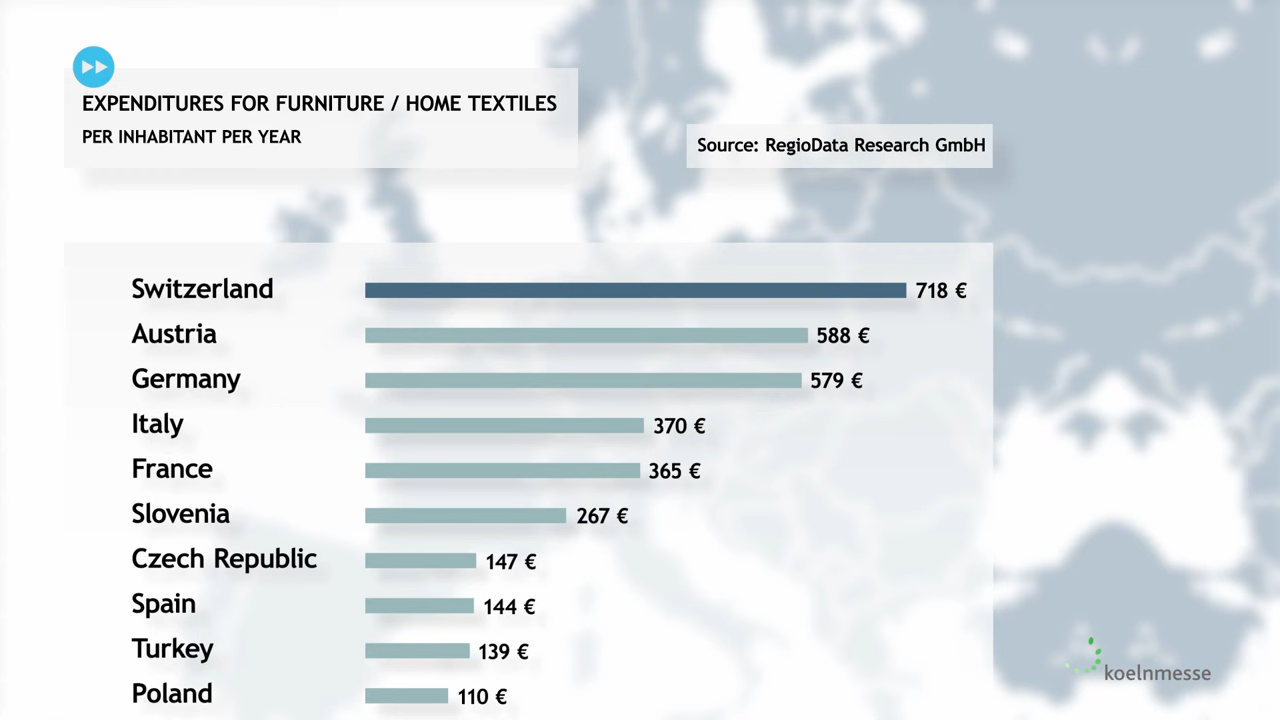 EXPENDITURES FOR FURNITURE / HOME TEXTILES
PER INHABITANT PER YEAR
Source: RegioData Research GmbH
Switzerland 718 €
Austria 588 €
Germany 579 €
Italy 370 €
France 365 €
Slovenia 267 €
Czech Republic 147 €
Spain 144 €
Turkey 139 €
Poland 110 €
koelnmesse